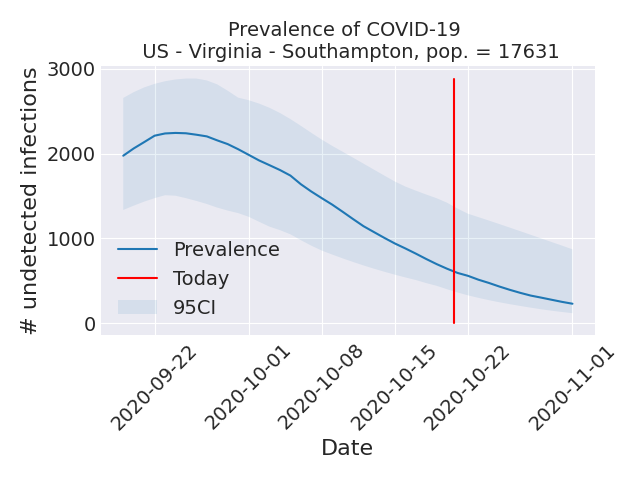 Prevalence of COVID-19
US - Virginia - Southampton, pop. = 17631
# undetected infections
3000
2000
1000
0
Prevalence
Today
95CI
2020-09-22
2020-10-01
2020-10-08
2020-10-15
2020-10-22
2020-11-01
Date